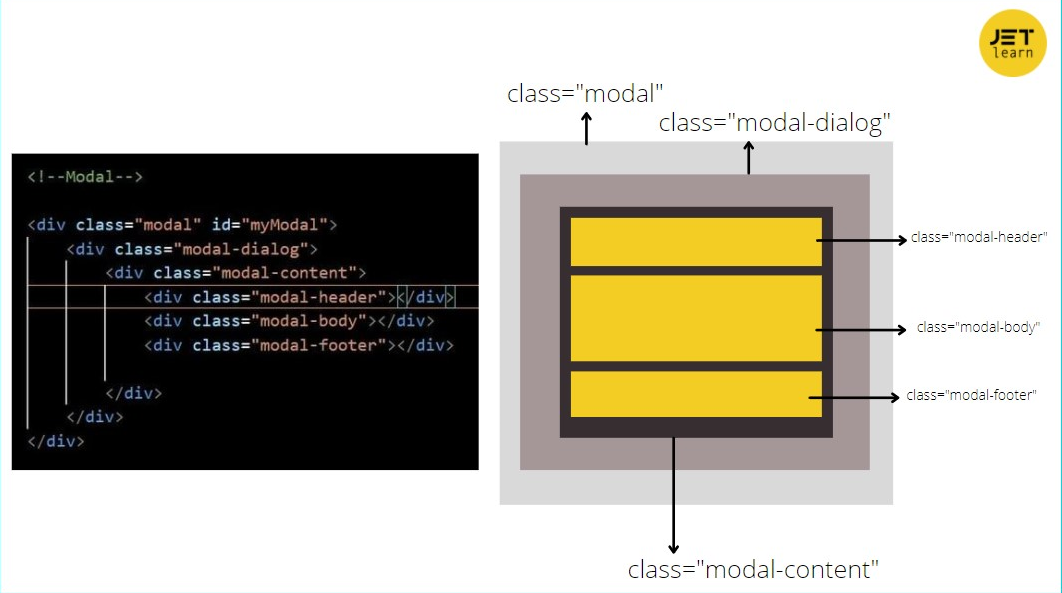 JET
learn
class="modal"
class="modal-dialog"
<!--Modal-->
<div class="modal" id="myModal">
<div class="modal-dialog">
<div class="modal-content">
<div class="modal-header"></div>
<div class="modal-body"></div>
<div class="modal-footer"></div>
</div>
</div>
</div>
class="modal-header"
class="modal-body"
class="modal-footer"
class="modal-content"